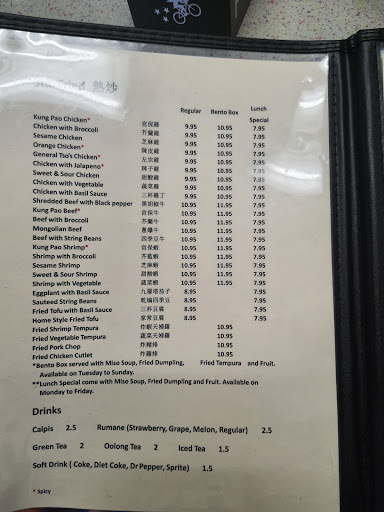 Fried 熱炒
Regular Bento Box Lunch Special
Kung Pao Chicken* 宮保雞 9.95 10.95 7.95
Chicken with Broccoli 芥蘭雞 9.95 10.95 7.95
Sesame Chicken 芝麻雞 9.95 10.95 7.95
Orange Chicken* 陳皮雞 9.95 10.95 7.95
General Tso's Chicken* 左宗雞 9.95 10.95 7.95
Chicken with Jalapeno* 辣子雞 9.95 10.95 7.95
Sweet & Sour Chicken 甜酸雞 9.95 10.95 7.95
Chicken with Vegetable 蔬菜雞 9.95 10.95 7.95
Chicken with Basil Sauce 三杯雞丁 9.95 10.95 7.95
Shredded Beef with Black pepper 黑胡椒牛 10.95 11.95 7.95
Kung Pao Beef* 宮保牛 10.95 11.95 7.95
Beef with Broccoli 芥蘭牛 10.95 11.95 7.95
Mongolian Beef 蔥爆牛 10.95 11.95 7.95
Beef with String Beans 四季豆牛 10.95 11.95 7.95
Kung Pao Shrimp* 宮保蝦 10.95 11.95 7.95
Shrimp with Broccoli 芥藍蝦 10.95 11.95 7.95
Sesame Shrimp 芝麻蝦 10.95 11.95 7.95
Sweet & Sour Shrimp 甜酸蝦 10.95 11.95 7.95
Shrimp with Vegetable 蔬菜蝦 10.95 11.95 7.95
Eggplant with Basil Sauce 九層塔茄子 8.95 7.95
Sauteed String Beans 乾煸四季豆 8.95 7.95
Fried Tofu with Basil Sauce 三杯豆腐 8.95 7.95
Home Style Fried Tofu 家常豆腐 8.95 7.95
Fried Shrimp Tempura 炸蝦天婦羅 10.95
Fried Vegetable Tempura 蔬菜天婦羅 10.95
Fried Pork Chop 炸豬排 10.95
Fried Chicken Cutlet 炸雞排 10.95
*Bento Box served with Miso Soup, Fried Dumpling, Fried Tempura and Fruit.
Available on Tuesday to Sunday.
**Lunch Special come with Miso Soup, Fried Dumpling and Fruit. Available on
Monday to Friday.
Drinks
Calpis 2.5 Rumane (Strawberry, Grape, Melon, Regular) 2.5
Green Tea 2 Oolong Tea 2 Iced Tea 1.5
Soft Drink ( Coke, Diet Coke, Dr Pepper, Sprite) 1.5
* Spicy